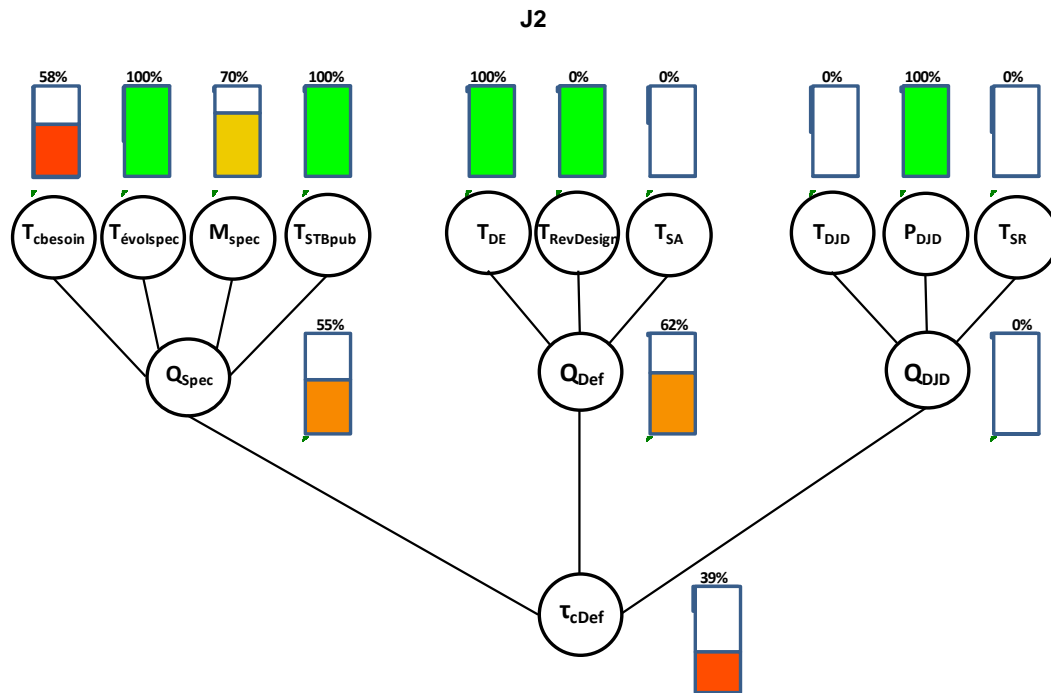 J2
58% 100% 70% 100% 100% 0% 0% 0% 100% 0%
Tcbesoin Tévolspec Mspec TSTBpub TDE TRevDesign TSA TDJD PDJD TSR
55% 62% 0%
QSpec QDef QDJD
39%
τcDef